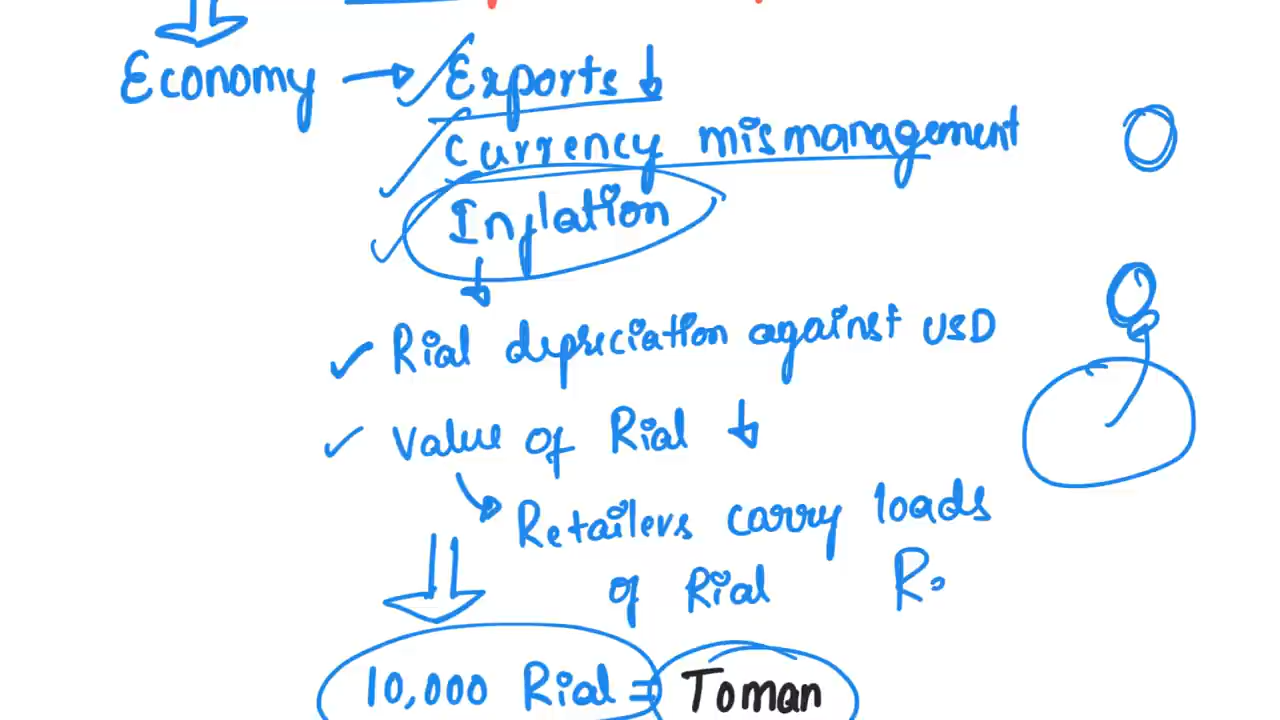 Economy → Exports ↓
Currency mismanagement
Inflation
↓
Rial depreciation against USD
Value of Rial ↓
Retailers carry loads
of Rial
10,000 Rial = Toman